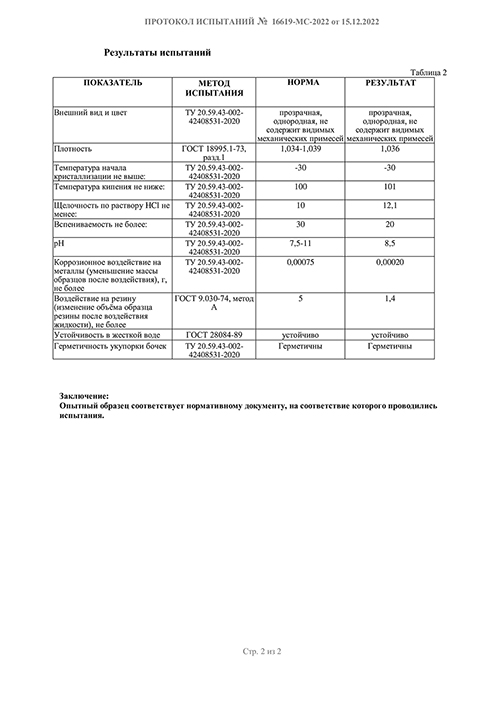 ПРОТОКОЛ ИСПЫТАНИЙ № 16619-МС-2022 от 15.12.2022
Результаты испытаний
Таблица 2
ПОКАЗАТЕЛЬ МЕТОД ИСПЫТАНИЯ НОРМА РЕЗУЛЬТАТ
Внешний вид и цвет ТУ 20.59.43-002-42408531-2020 прозрачная, однородная, не содержит видимых механических примесей прозрачная, однородная, не содержит видимых механических примесей
Плотность ГОСТ 18995.1-73, разд.1 1,034-1,039 1,036
Температура начала кристаллизации не выше: ТУ 20.59.43-002-42408531-2020 -30 -30
Температура кипения не ниже: ТУ 20.59.43-002-42408531-2020 100 101
Щелочность по раствору HCl не менее: ТУ 20.59.43-002-42408531-2020 10 12,1
Вспениваемость не более: ТУ 20.59.43-002-42408531-2020 30 20
pH ТУ 20.59.43-002-42408531-2020 7,5-11 8,5
Коррозионное воздействие на металлы (уменьшение массы образцов после воздействия), г, не более ТУ 20.59.43-002-42408531-2020 0,00075 0,00020
Воздействие на резину (изменение объёма образца резины после воздействия жидкости), не более ГОСТ 9.030-74, метод А 5 1,4
Устойчивость в жесткой воде ГОСТ 28084-89 устойчиво устойчиво
Герметичность укупорки бочек ТУ 20.59.43-002-42408531-2020 Герметичны Герметичны
Заключение:
Опытный образец соответствует нормативному документу, на соответствие которого проводились
испытания.
Стр. 2 из 2